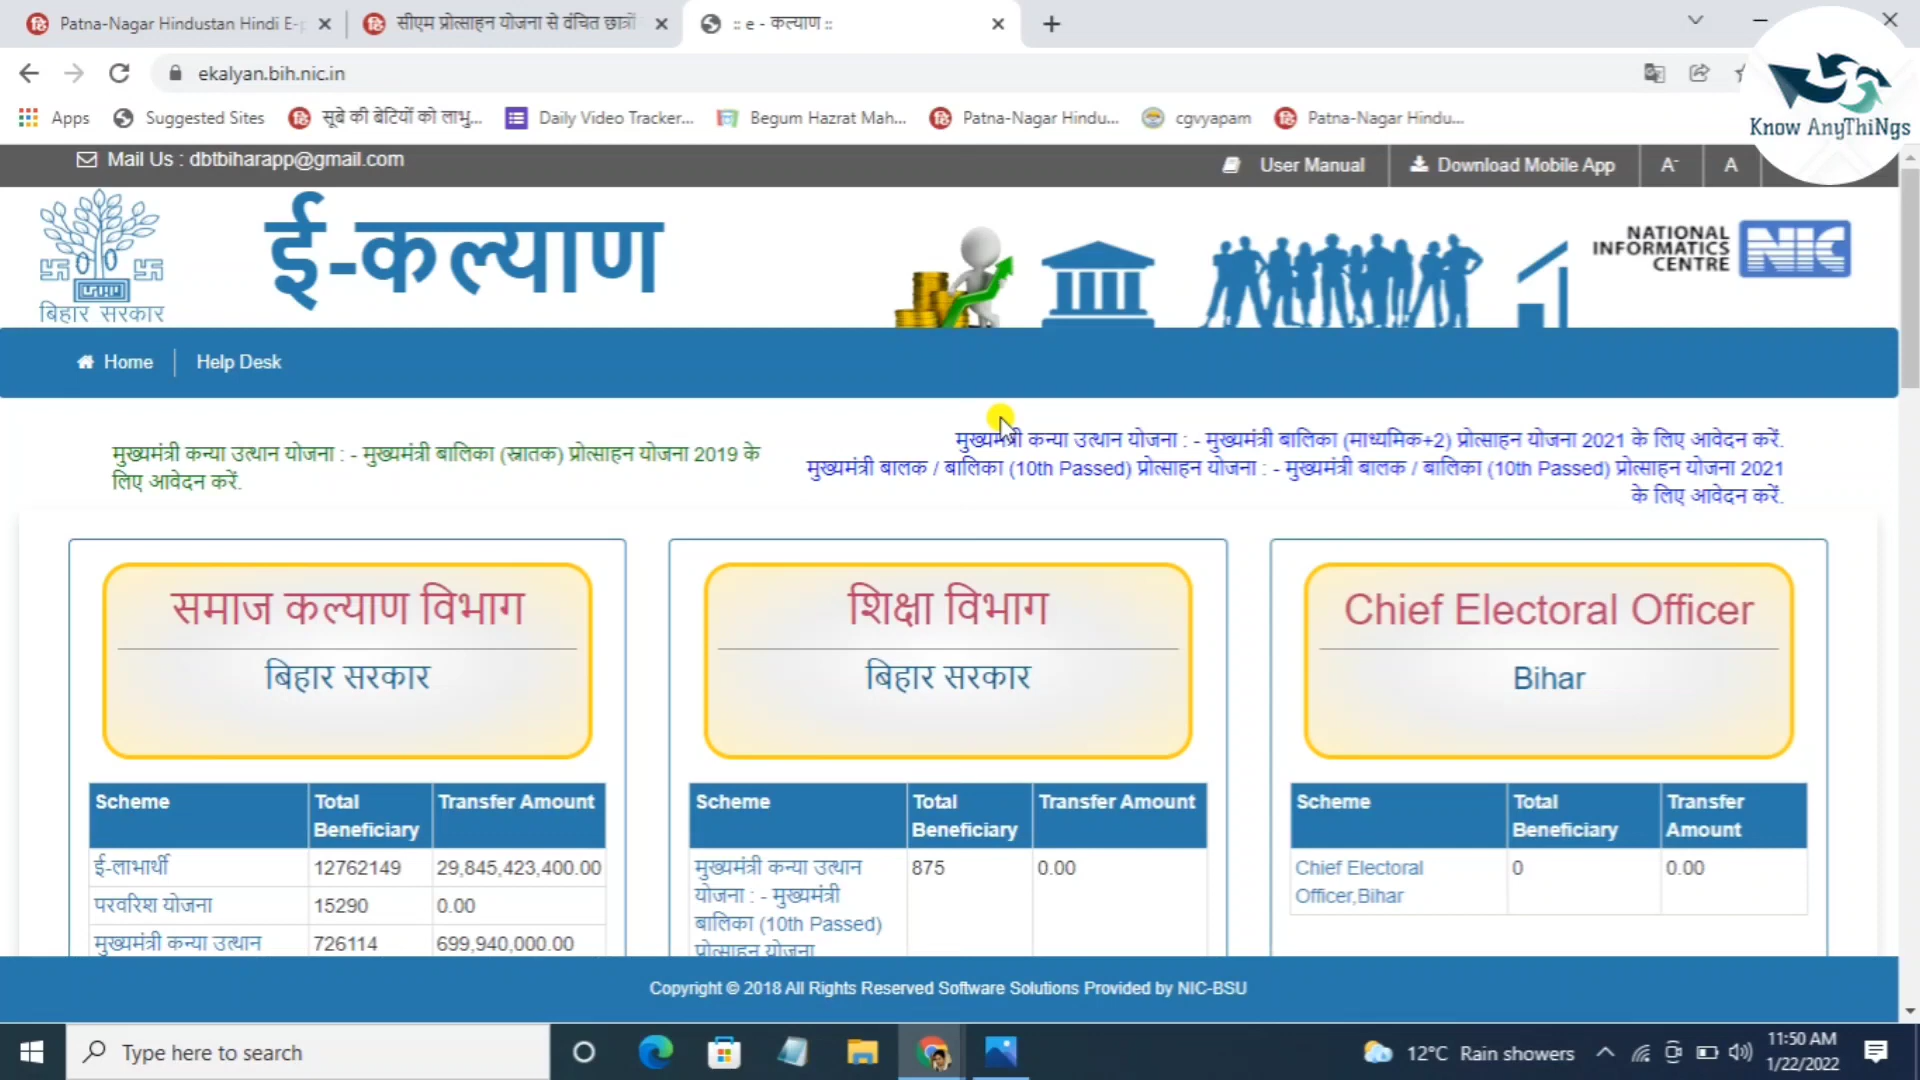 Patna-Nagar Hindustan Hindi E-p
सीएम प्रोत्साहन योजना से वंचित छात्रों
:: e - कल्याण ::
ekalyan.bih.nic.in
Know AnyThiNgs
Apps
Suggested Sites
सूबे की बेटियों को लाभु...
Daily Video Tracker...
Begum Hazrat Mah...
Patna-Nagar Hindu...
cgvyapam
Patna-Nagar Hindu...
Mail Us : dbtbiharapp@gmail.com
User Manual
Download Mobile App
A-
A
बिहार सरकार
ई-कल्याण
NATIONAL
INFORMATICS
CENTRE
NIC
Home
Help Desk
मुख्यमंत्री कन्या उत्थान योजना : - मुख्यमंत्री बालिका (स्नातक) प्रोत्साहन योजना 2019 के
लिए आवेदन करें.
मुख्यमंत्री कन्या उत्थान योजना : - मुख्यमंत्री बालिका (माध्यमिक+2) प्रोत्साहन योजना 2021 के लिए आवेदन करें.
मुख्यमंत्री बालक / बालिका (10th Passed) प्रोत्साहन योजना : - मुख्यमंत्री बालक / बालिका (10th Passed) प्रोत्साहन योजना 2021
के लिए आवेदन करें.
समाज कल्याण विभाग
बिहार सरकार
Scheme
Total
Beneficiary
Transfer Amount
ई-लाभार्थी 12762149 29,845,423,400.00
परवरिश योजना 15290 0.00
मुख्यमंत्री कन्या उत्थान 726114 699,940,000.00
शिक्षा विभाग
बिहार सरकार
Scheme
Total
Beneficiary
Transfer Amount
मुख्यमंत्री कन्या उत्थान 875 0.00
योजना : - मुख्यमंत्री
बालिका (10th Passed)
प्रोत्साहन योजना
Chief Electoral Officer
Bihar
Scheme
Total
Beneficiary
Transfer
Amount
Chief Electoral 0 0.00
Officer,Bihar
Copyright © 2018 All Rights Reserved Software Solutions Provided by NIC-BSU
Type here to search
12°C Rain showers
11:50 AM
1/22/2022